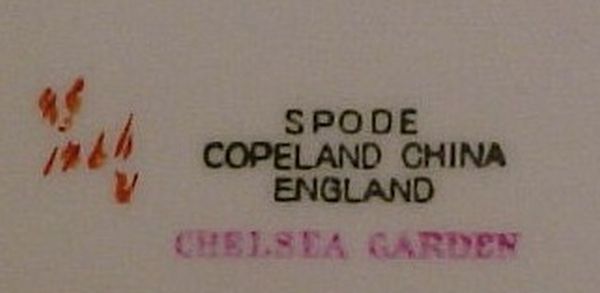 SPODE
COPELAND CHINA
ENGLAND
CHELSEA GARDEN